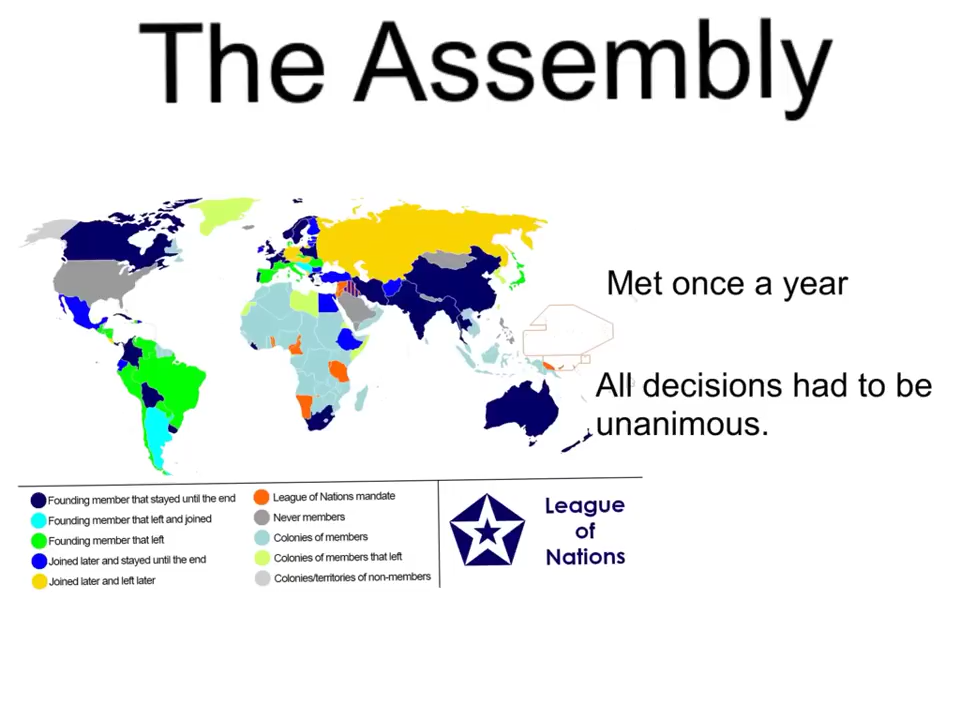 The Assembly
Met once a year
All decisions had to be
unanimous.
Founding member that stayed until the end
Founding member that left and joined
Founding member that left
Joined later and stayed until the end
Joined later and left later
League of Nations mandate
Never members
Colonies of members
Colonies of members that left
Colonies/territories of non-members
League
of
Nations